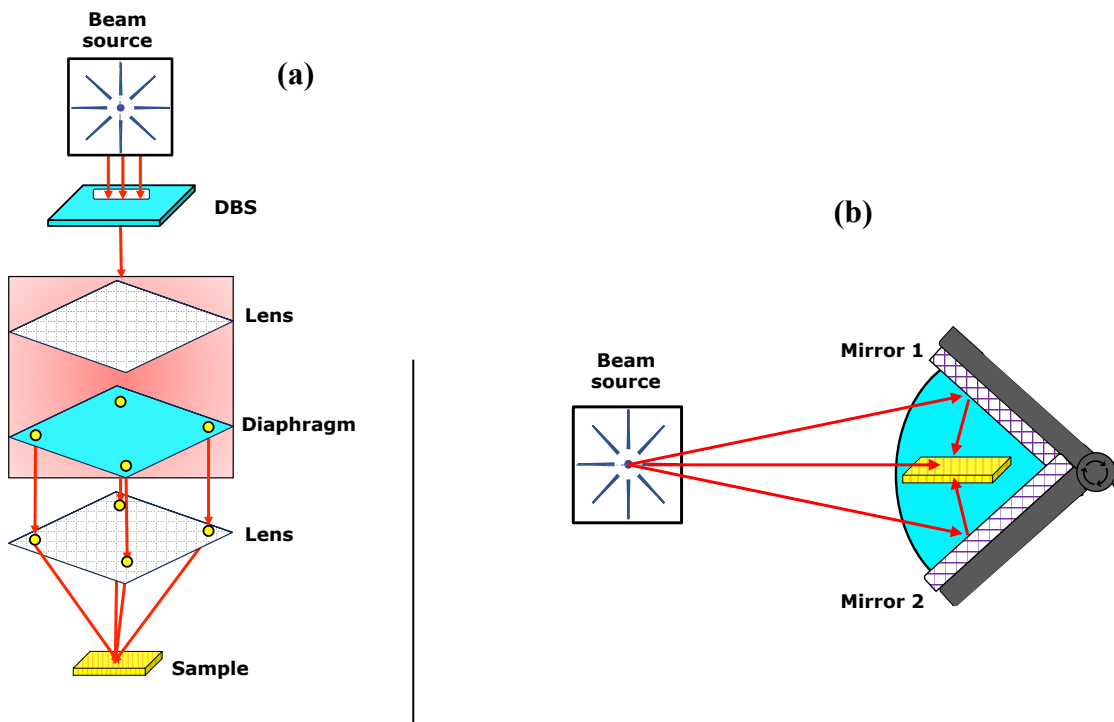 Beam
source
(a)
DBS
Lens
Diaphragm
Lens
Sample
(b)
Beam
source
Mirror 1
Mirror 2